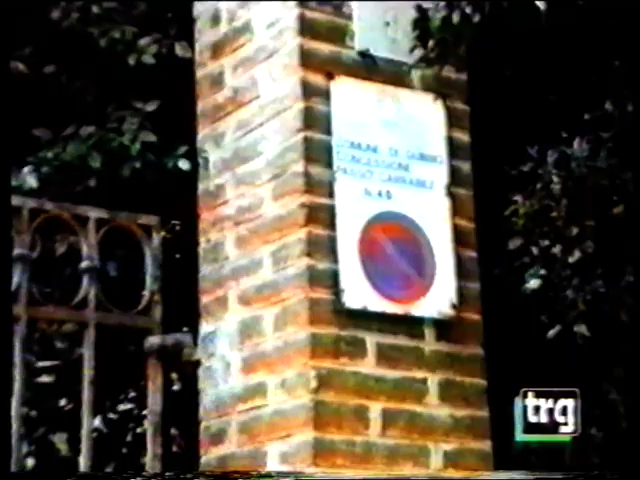 COMUNE DI GUBBIO
CONCESSIONE
PASSO CARRABILE
N. 40
trg